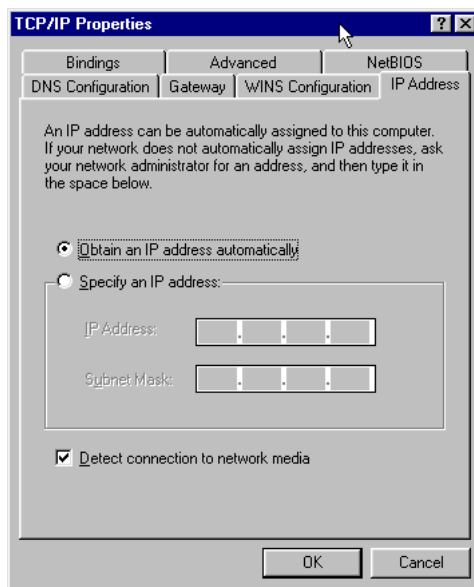 TCP/IP Properties
Bindings Advanced NetBIOS
DNS Configuration Gateway WINS Configuration IP Address
An IP address can be automatically assigned to this computer.
If your network does not automatically assign IP addresses, ask
your network administrator for an address, and then type it in
the space below.
Obtain an IP address automatically
Specify an IP address:
IP Address:
Subnet Mask:
Detect connection to network media
OK Cancel